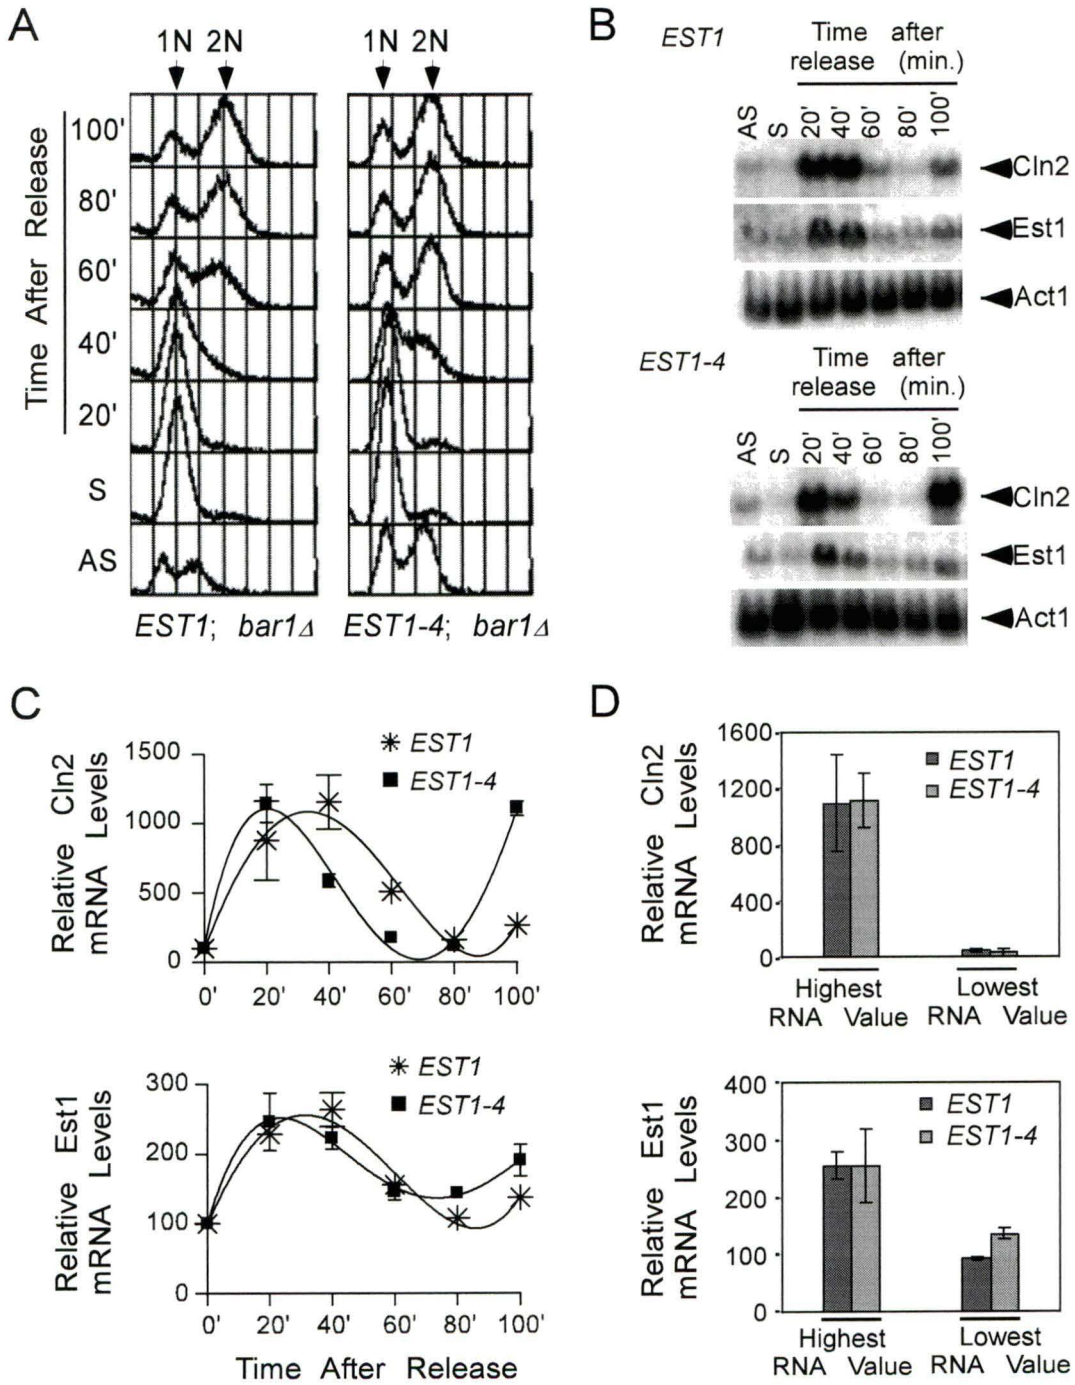 A
1N 2N
1N 2N
Time After Release
100'
80'
60'
40'
20'
S
AS
EST1; bar1Δ
EST1-4; bar1Δ
B
EST1
Time after
release (min.)
AS S 20' 40' 60' 80' 100'
Cln2
Est1
Act1
EST1-4
Time after
release (min.)
AS S 20' 40' 60' 80' 100'
Cln2
Est1
Act1
C
Relative Cln2
mRNA Levels
1500
1000
500
0
EST1
EST1-4
0' 20' 40' 60' 80' 100'
Relative Est1
mRNA Levels
300
200
100
0
EST1
EST1-4
0' 20' 40' 60' 80' 100'
Time After Release
D
Relative Cln2
mRNA Levels
1600
1200
800
400
0
EST1
EST1-4
Highest
RNA Value
Lowest
RNA Value
Relative Est1
mRNA Levels
400
300
200
100
0
EST1
EST1-4
Highest
RNA Value
Lowest
RNA Value